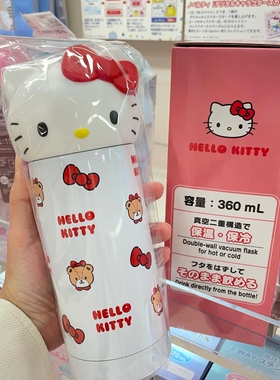 HELLO
KITTY
HELLO
KITTY
HELLO
KITTY
HELLO KITTY
容量：360 mL
真空二重構造で
保温・保冷
Double-wall vacuum flask
for hot or cold
フタをはずして
そのまま飲める
Drink directly from the bottle!